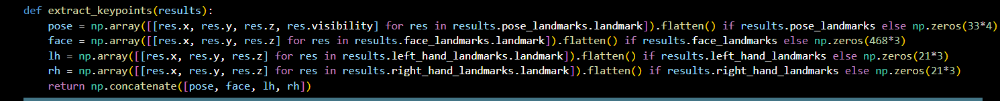 def extract_keypoints(results):
    pose = np.array([[res.x, res.y, res.z, res.visibility] for res in results.pose_landmarks.landmark]).flatten() if results.pose_landmarks else np.zeros(33*4)
    face = np.array([[res.x, res.y, res.z] for res in results.face_landmarks.landmark]).flatten() if results.face_landmarks else np.zeros(468*3)
    lh = np.array([[res.x, res.y, res.z] for res in results.left_hand_landmarks.landmark]).flatten() if results.left_hand_landmarks else np.zeros(21*3)
    rh = np.array([[res.x, res.y, res.z] for res in results.right_hand_landmarks.landmark]).flatten() if results.right_hand_landmarks else np.zeros(21*3)
    return np.concatenate([pose, face, lh, rh])